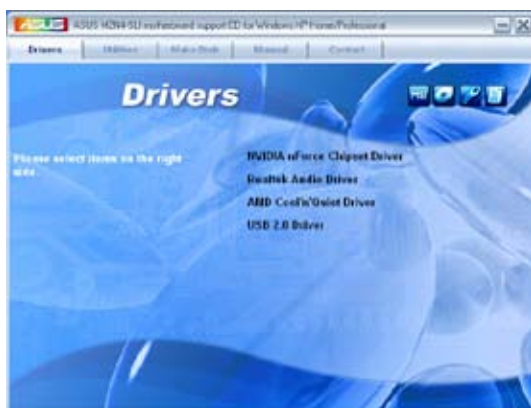 ASUS
ASUS M2N4-SLI motherboard support CD for Windows XP Home/Professional
Drivers Utilities Make Disk Manual Contact
Drivers
Please select items on the right
side.
NVIDIA nForce Chipset Driver
Realtek Audio Driver
AMD Cool'n'Quiet Driver
USB 2.0 Driver